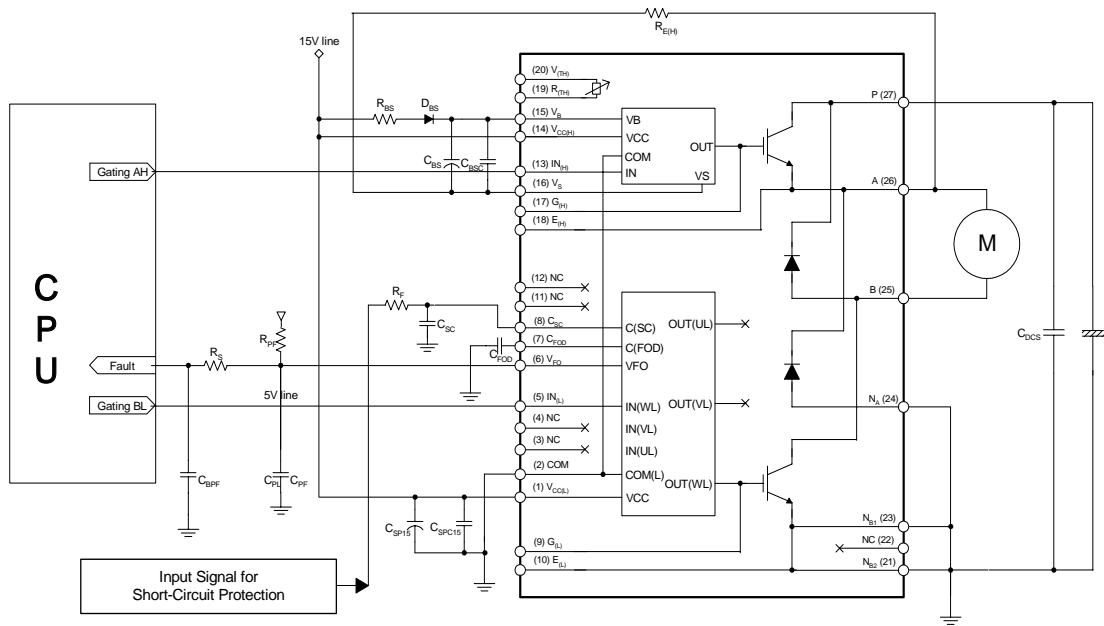 R_E(H)
15V line
(20) V_(TH)
(19) R_(TH)
P (27)
R_BS
D_BS
(15) V_B
VB
(14) V_CC(H)
VCC
C_BS
C_BSC
COM
OUT
Gating AH
(13) IN_(H)
IN
(16) V_S
VS
A (26)
(17) G_(H)
(18) E_(H)
M
CPU
(12) NC
B (25)
(11) NC
R_F
C_SC
(8) C_SC
C(SC)
OUT(UL)
C_DCS
(7) C_FOD
C(FOD)
C_FOD
R_PF
R_S
Fault
(6) V_FO
VFO
5V line
Gating BL
(5) IN_(L)
IN(WL)
OUT(VL)
N_A (24)
(4) NC
IN(VL)
(3) NC
IN(UL)
C_BPF
C_PL
C_PF
(2) COM
COM(L)
OUT(WL)
(1) V_CC(L)
VCC
C_SP15
C_SPC15
N_B1 (23)
(9) G_(L)
NC (22)
(10) E_(L)
N_B2 (21)
Input Signal for
Short-Circuit Protection